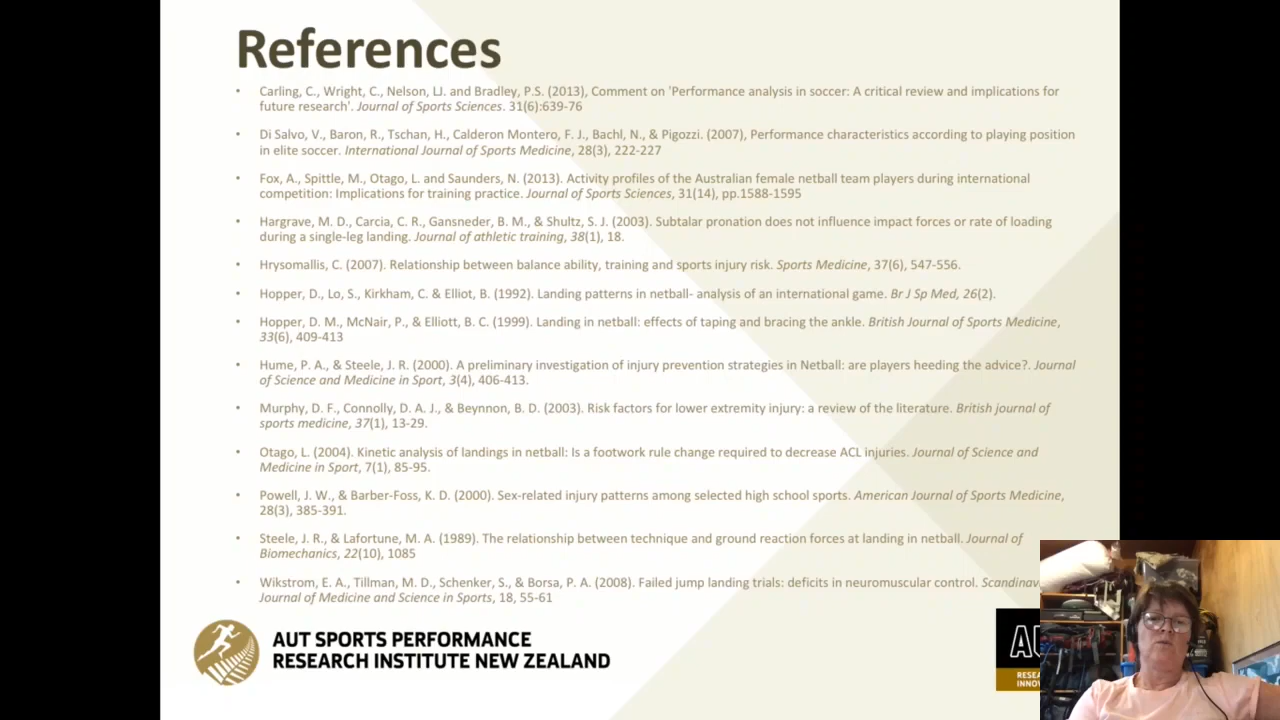 References
• Carling, C., Wright, C., Nelson, LJ. and Bradley, P.S. (2013), Comment on 'Performance analysis in soccer: A critical review and implications for
future research'. Journal of Sports Sciences. 31(6):639-76
• Di Salvo, V., Baron, R., Tschan, H., Calderon Montero, F. J., Bachl, N., & Pigozzi. (2007), Performance characteristics according to playing position
in elite soccer. International Journal of Sports Medicine, 28(3), 222-227
• Fox, A., Spittle, M., Otago, L. and Saunders, N. (2013). Activity profiles of the Australian female netball team players during international
competition: Implications for training practice. Journal of Sports Sciences, 31(14), pp.1588-1595
• Hargrave, M. D., Carcia, C. R., Gansneder, B. M., & Shultz, S. J. (2003). Subtalar pronation does not influence impact forces or rate of loading
during a single-leg landing. Journal of athletic training, 38(1), 18.
• Hrysomallis, C. (2007). Relationship between balance ability, training and sports injury risk. Sports Medicine, 37(6), 547-556.
• Hopper, D., Lo, S., Kirkham, C. & Elliot, B. (1992). Landing patterns in netball- analysis of an international game. Br J Sp Med, 26(2).
• Hopper, D. M., McNair, P., & Elliott, B. C. (1999). Landing in netball: effects of taping and bracing the ankle. British Journal of Sports Medicine,
33(6), 409-413
• Hume, P. A., & Steele, J. R. (2000). A preliminary investigation of injury prevention strategies in Netball: are players heeding the advice?. Journal
of Science and Medicine in Sport, 3(4), 406-413.
• Murphy, D. F., Connolly, D. A. J., & Beynnon, B. D. (2003). Risk factors for lower extremity injury: a review of the literature. British journal of
sports medicine, 37(1), 13-29.
• Otago, L. (2004). Kinetic analysis of landings in netball: Is a footwork rule change required to decrease ACL injuries. Journal of Science and
Medicine in Sport, 7(1), 85-95.
• Powell, J. W., & Barber-Foss, K. D. (2000). Sex-related injury patterns among selected high school sports. American Journal of Sports Medicine,
28(3), 385-391.
• Steele, J. R., & Lafortune, M. A. (1989). The relationship between technique and ground reaction forces at landing in netball. Journal of
Biomechanics, 22(10), 1085
• Wikstrom, E. A., Tillman, M. D., Schenker, S., & Borsa, P. A. (2008). Failed jump landing trials: deficits in neuromuscular control.
Journal of Medicine and Science in Sports, 18, 55-61
AUT SPORTS PERFORMANCE
RESEARCH INSTITUTE NEW ZEALAND